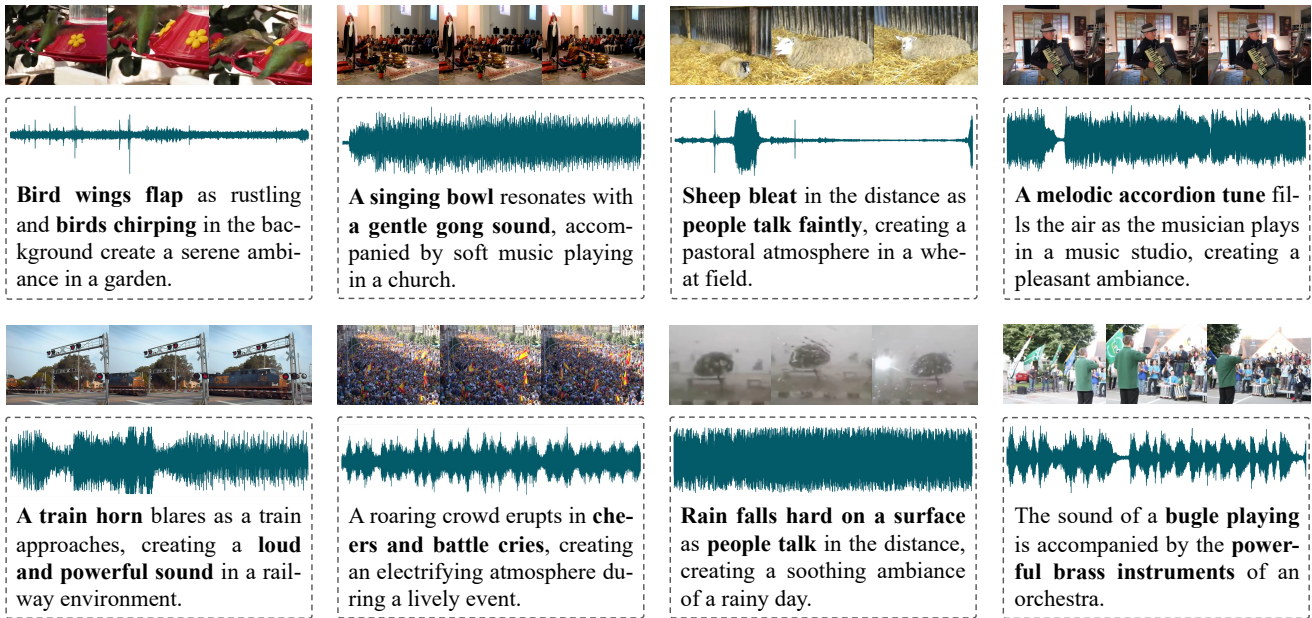 Bird wings flap as rustling
and birds chirping in the bac-
kground create a serene ambi-
ance in a garden.
A singing bowl resonates with
a gentle gong sound, accom-
panied by soft music playing
in a church.
Sheep bleat in the distance as
people talk faintly, creating a
pastoral atmosphere in a whe-
at field.
A melodic accordion tune fil-
ls the air as the musician plays
in a music studio, creating a
pleasant ambiance.
A train horn blares as a train
approaches, creating a loud
and powerful sound in a rail-
way environment.
A roaring crowd erupts in che-
ers and battle cries, creating
an electrifying atmosphere du-
ring a lively event.
Rain falls hard on a surface
as people talk in the distance,
creating a soothing ambiance
of a rainy day.
The sound of a bugle playing
is accompanied by the power-
ful brass instruments of an
orchestra.